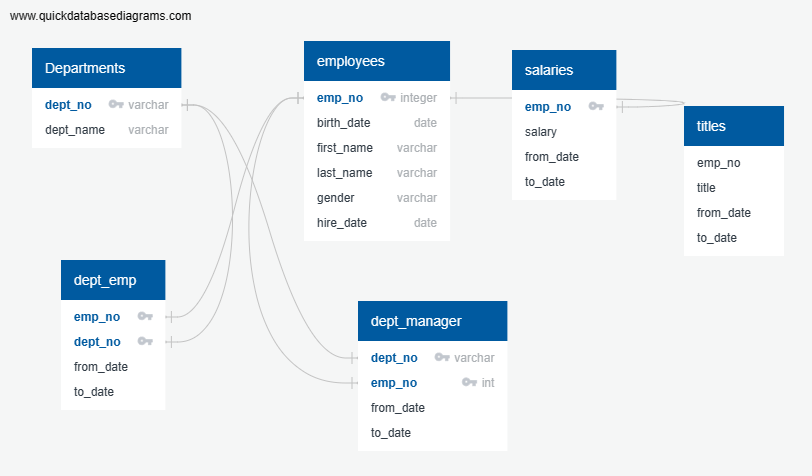 www.quickdatabasediagrams.com
Departments
dept_no varchar
dept_name varchar
employees
emp_no integer
birth_date date
first_name varchar
last_name varchar
gender varchar
hire_date date
salaries
emp_no
salary
from_date
to_date
titles
emp_no
title
from_date
to_date
dept_emp
emp_no
dept_no
from_date
to_date
dept_manager
dept_no varchar
emp_no int
from_date
to_date